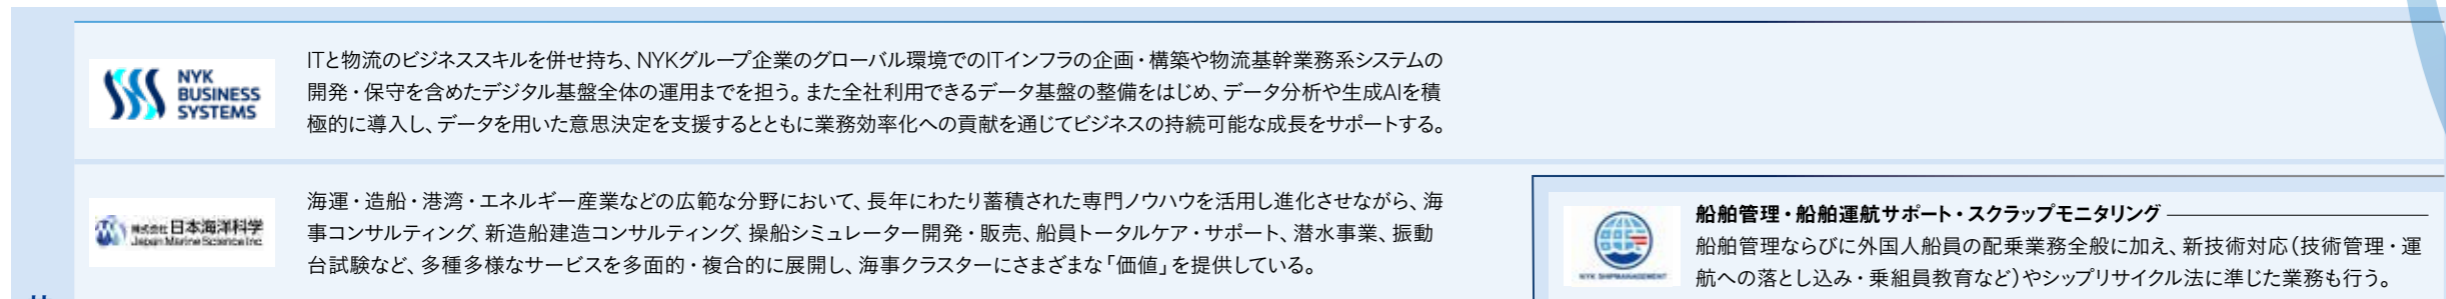 NYK
BUSINESS
SYSTEMS
ITと物流のビジネススキルを併せ持ち、NYKグループ企業のグローバル環境でのITインフラの企画・構築や物流基幹業務系システムの
開発・保守を含めたデジタル基盤全体の運用までを担う。また全社利用できるデータ基盤の整備をはじめ、データ分析や生成AIを積
極的に導入し、データを用いた意思決定を支援するとともに業務効率化への貢献を通じてビジネスの持続可能な成長をサポートする。
株式会社 日本海洋科学
Japan Marine Science Inc.
海運・造船・港湾・エネルギー産業などの広範な分野において、長年にわたり蓄積された専門ノウハウを活用し進化させながら、海
事コンサルティング、新造船建造コンサルティング、操船シミュレーター開発・販売、船員トータルケア・サポート、潜水事業、振動
台試験など、多種多様なサービスを多面的・複合的に展開し、海事クラスターにさまざまな「価値」を提供している。
NYK SHIPMANAGEMENT
船舶管理・船舶運航サポート・スクラップモニタリング
船舶管理ならびに外国人船員の配乗業務全般に加え、新技術対応（技術管理・運
航への落とし込み・乗組員教育など）やシップリサイクル法に準じた業務も行う。